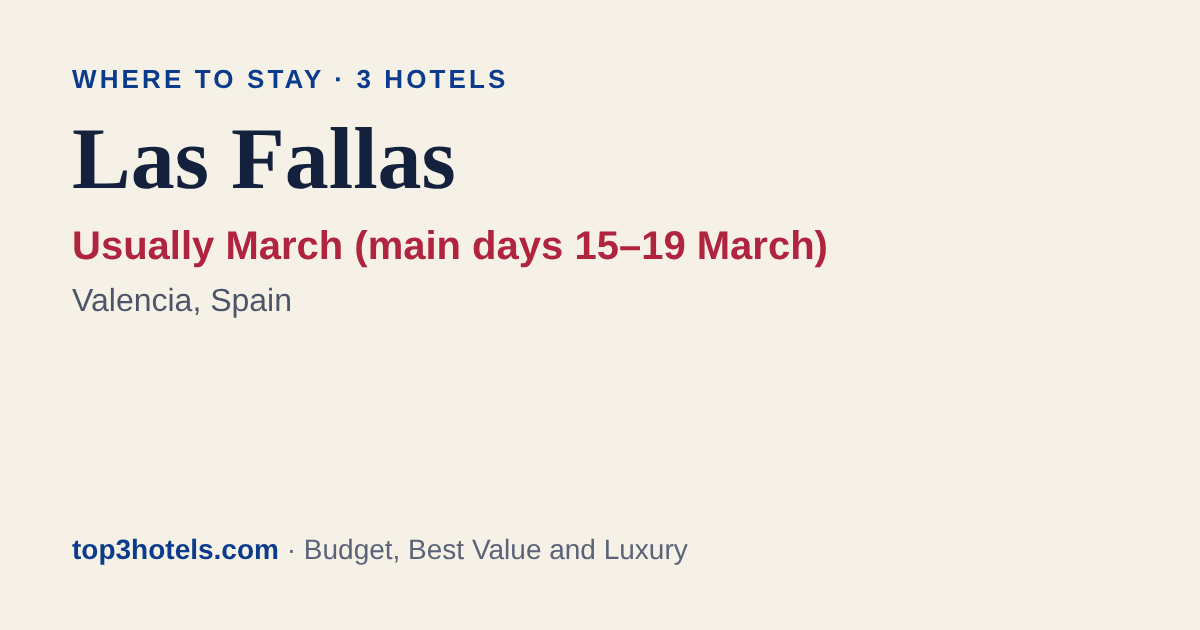 WHERE TO STAY · 3 HOTELS
Las Fallas
Usually March (main days 15–19 March)
Valencia, Spain
top3hotels.com · Budget, Best Value and Luxury